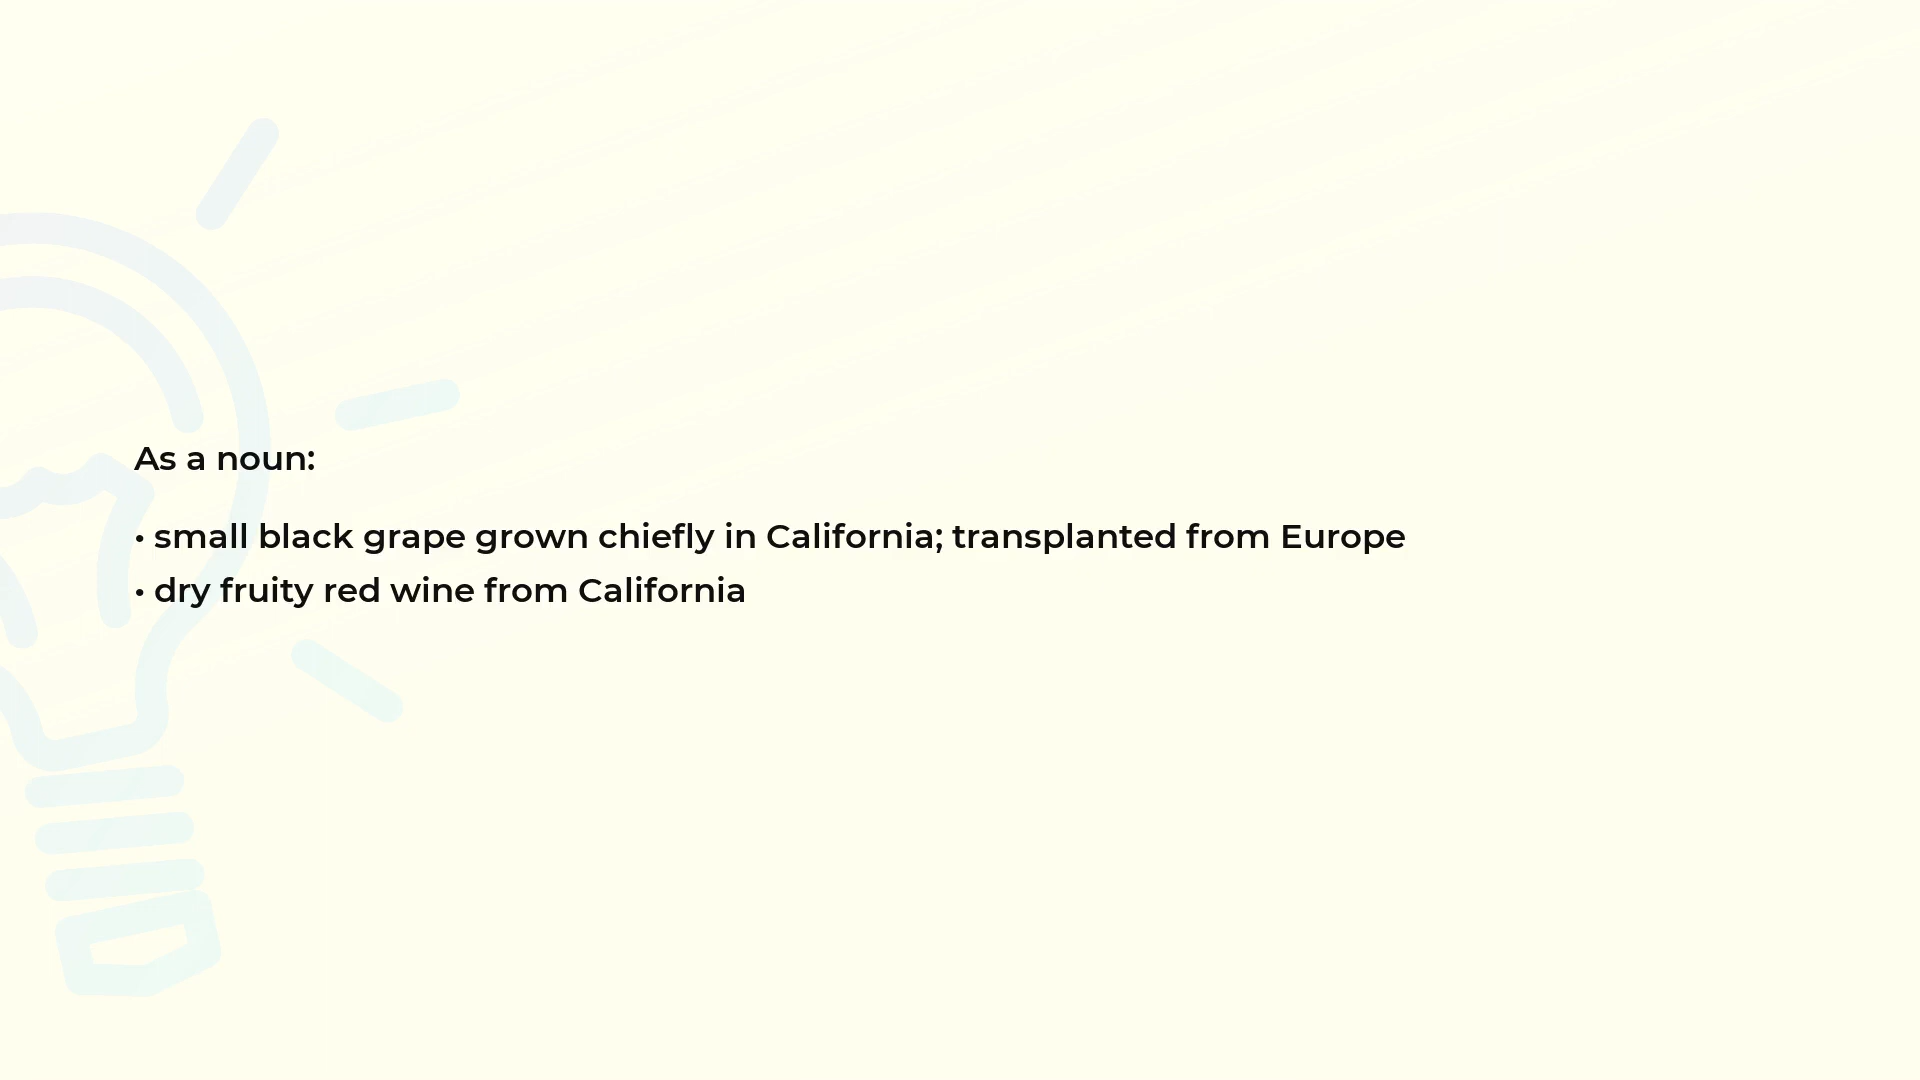 As a noun:
• small black grape grown chiefly in California; transplanted from Europe
• dry fruity red wine from California